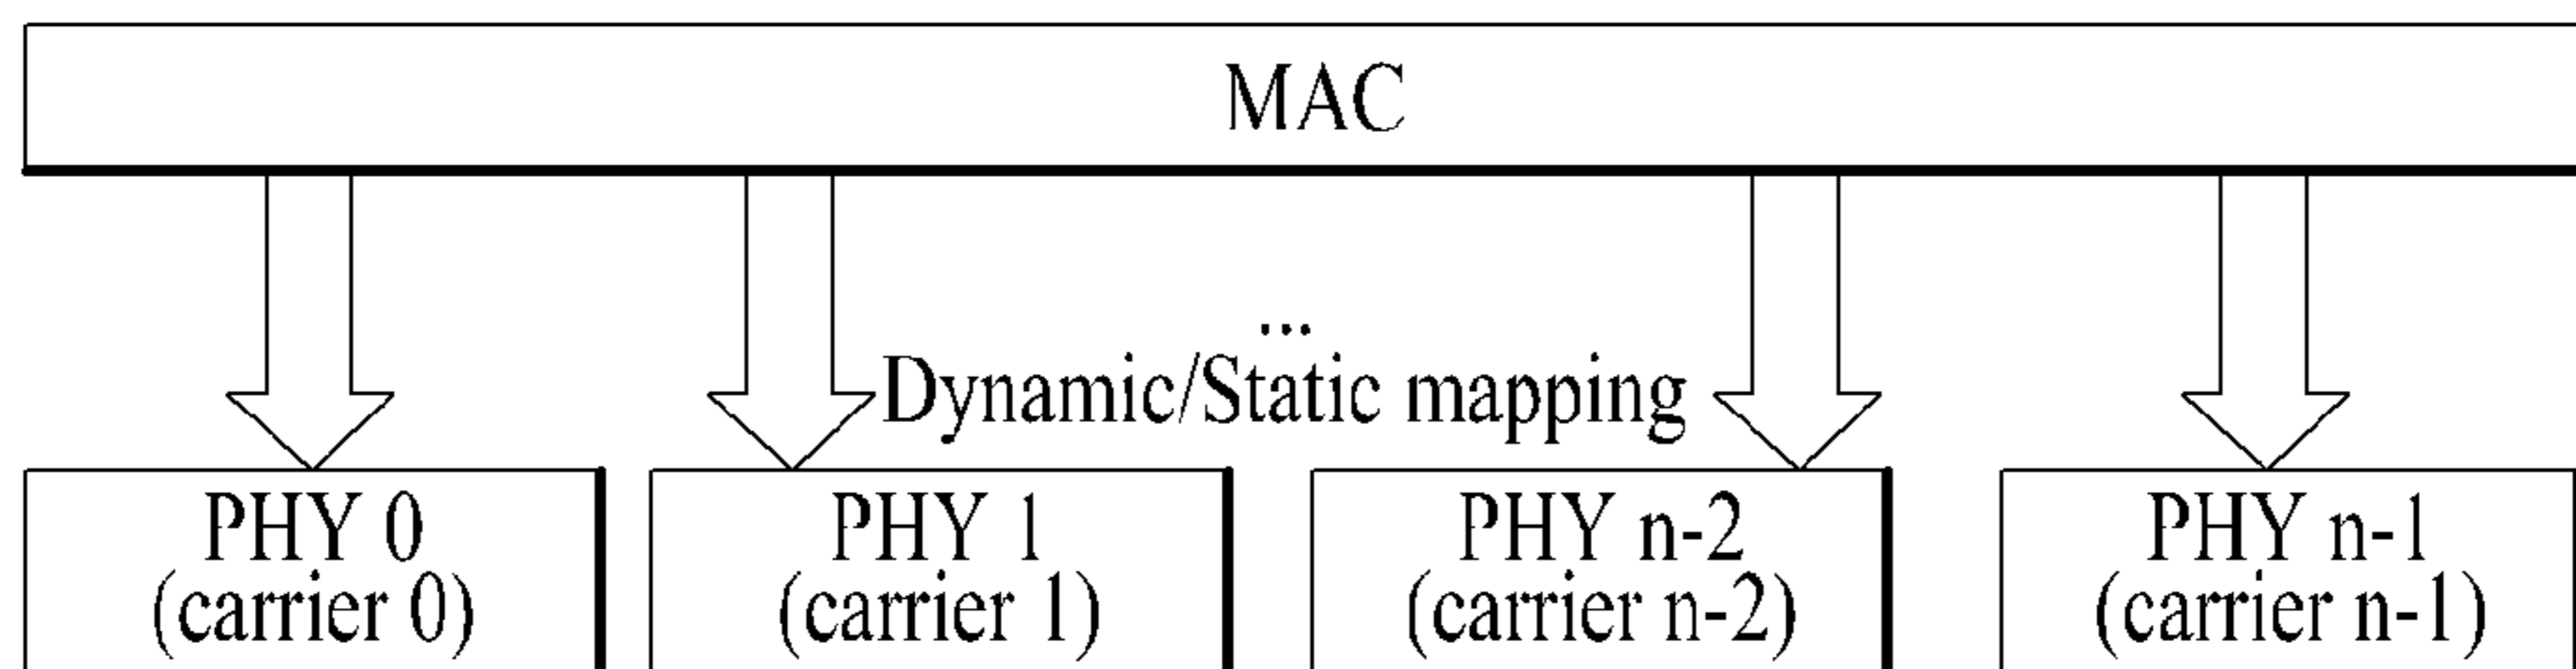 MAC
...
Dynamic/Static mapping
PHY 0
(carrier 0)
PHY 1
(carrier 1)
PHY n-2
(carrier n-2)
PHY n-1
(carrier n-1)